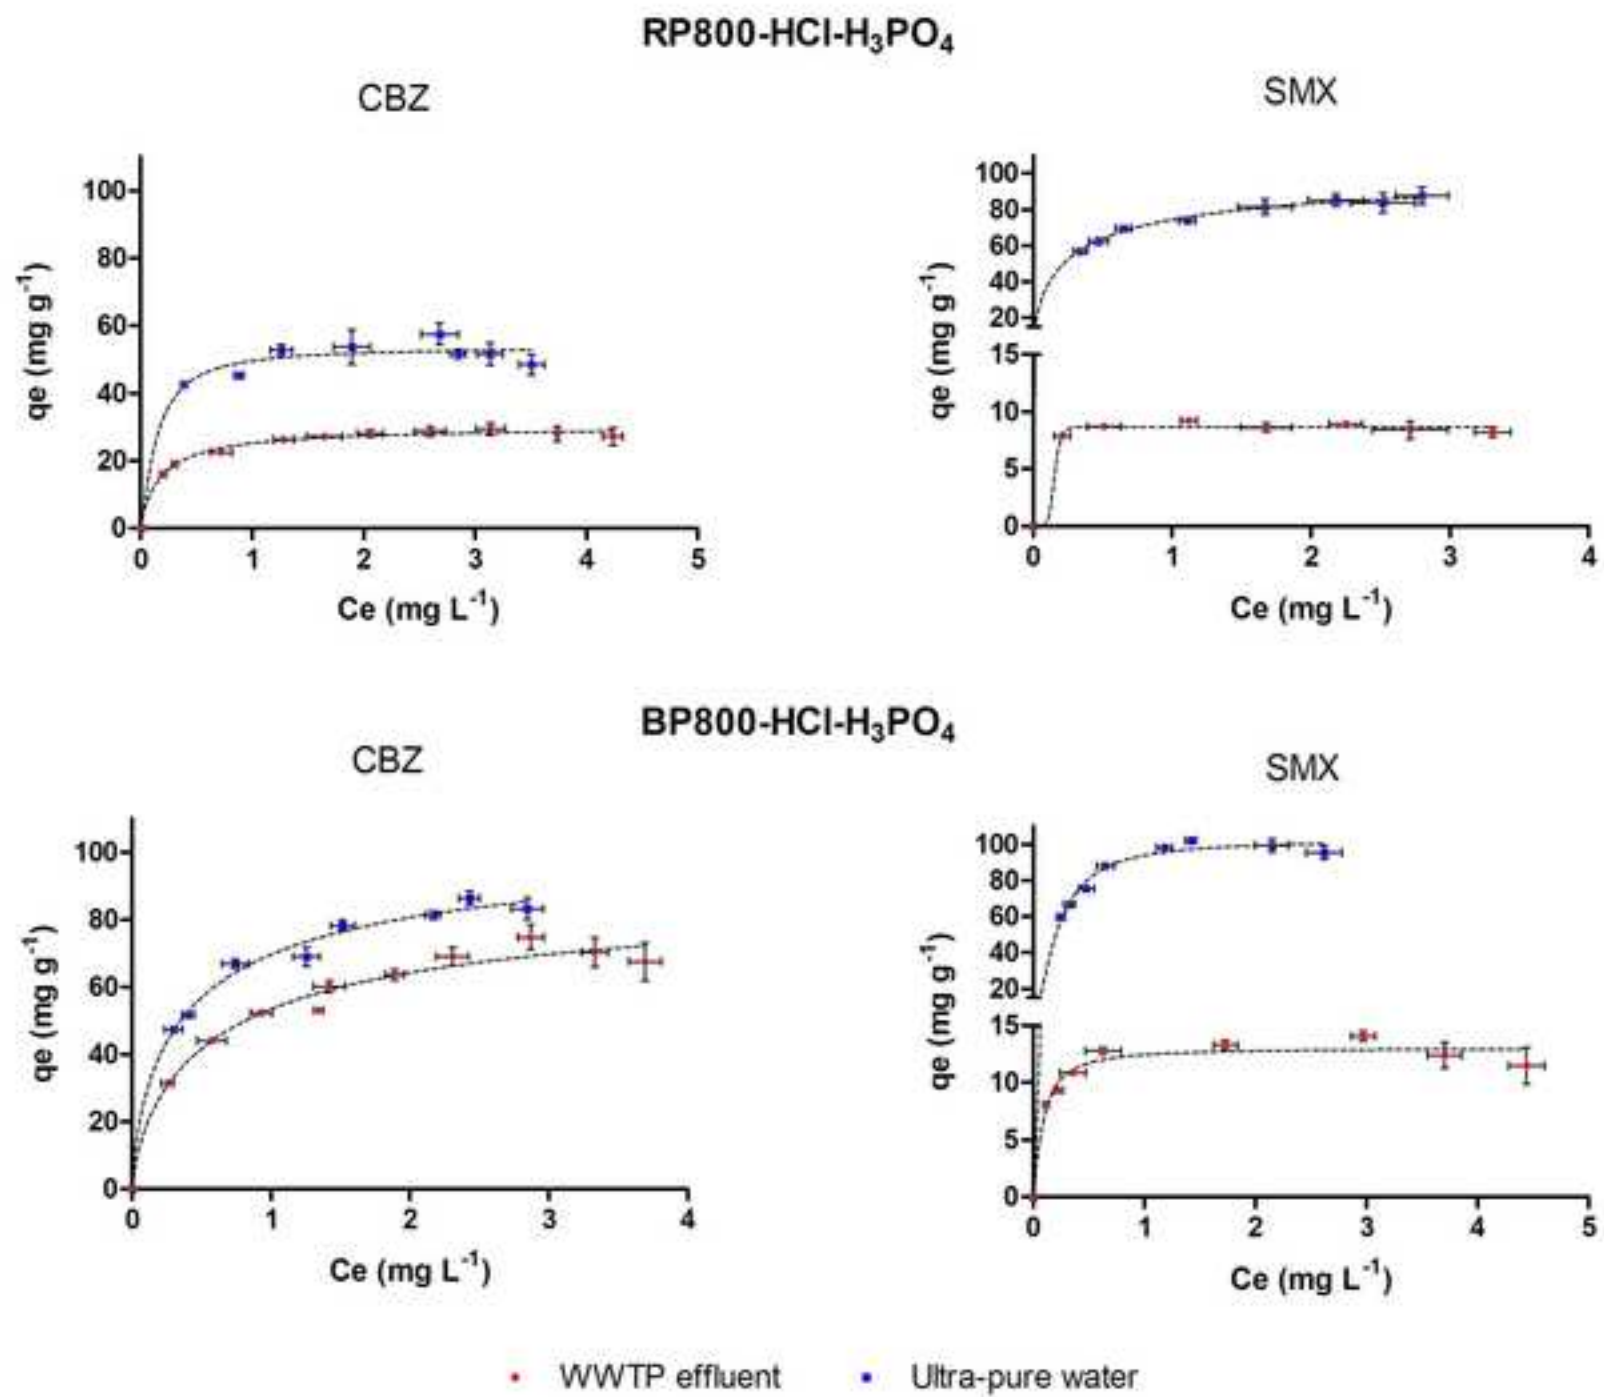 RP800-HCl-H₃PO₄
CBZ
SMX
100
80
60
40
20
0
qe (mg g⁻¹)
0 1 2 3 4 5
Ce (mg L⁻¹)
100
80
60
40
20
15
10
5
0
qe (mg g⁻¹)
0 1 2 3 4
Ce (mg L⁻¹)
BP800-HCl-H₃PO₄
CBZ
SMX
100
80
60
40
20
0
qe (mg g⁻¹)
0 1 2 3 4
Ce (mg L⁻¹)
100
80
60
40
20
15
10
5
0
qe (mg g⁻¹)
0 1 2 3 4 5
Ce (mg L⁻¹)
WWTP effluent
Ultra-pure water